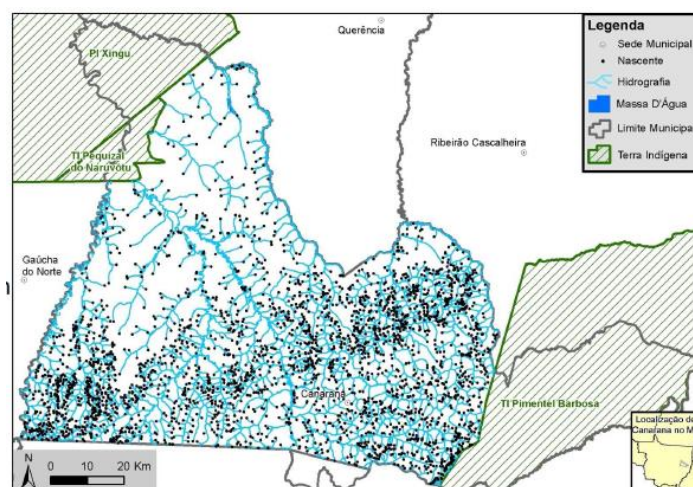 Querência
PI Xingu
Ribeirão Cascalheira
TI Pequizal
do Naruvôtu
Gaúcha
do Norte
Canarana
TI Pimentel Barbosa
N
0 10 20 Km
Legenda
Sede Municipal
Nascente
Hidrografia
Massa D'Água
Limite Municipal
Terra Indígena
Localização de
Canarana no M